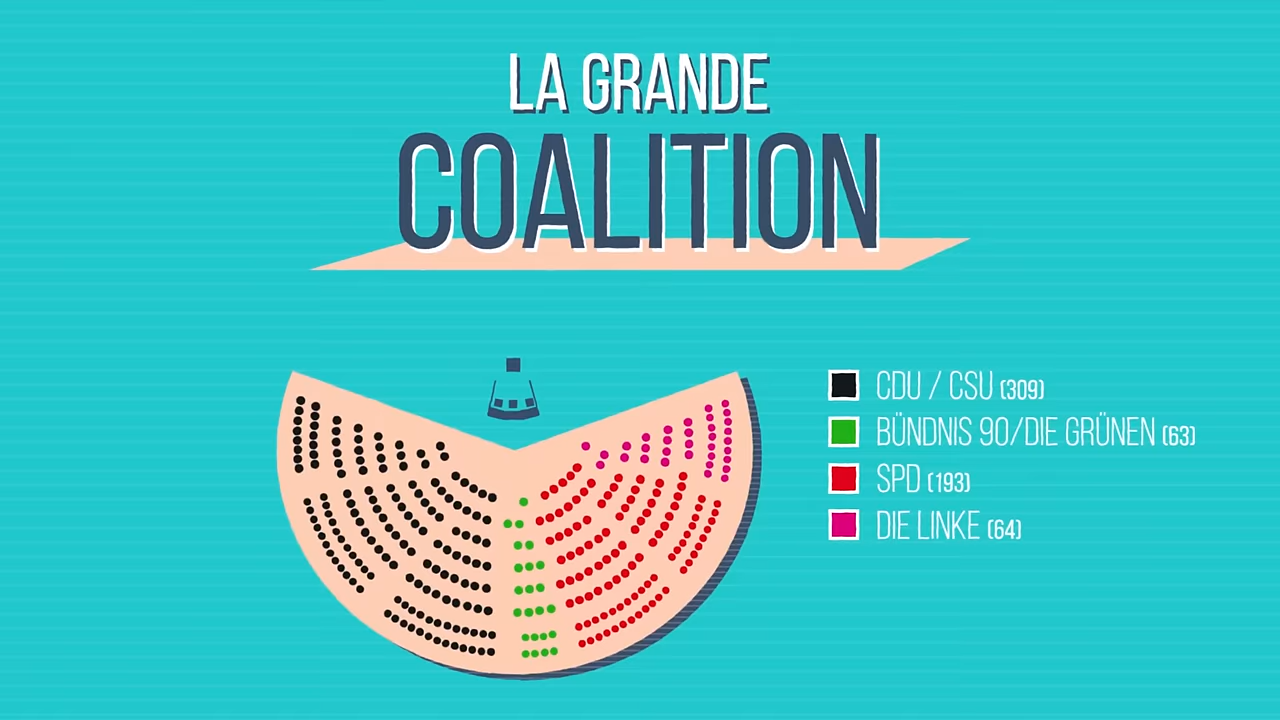 LA GRANDE
COALITION
CDU / CSU (309)
BÜNDNIS 90/DIE GRÜNEN (63)
SPD (193)
DIE LINKE (64)